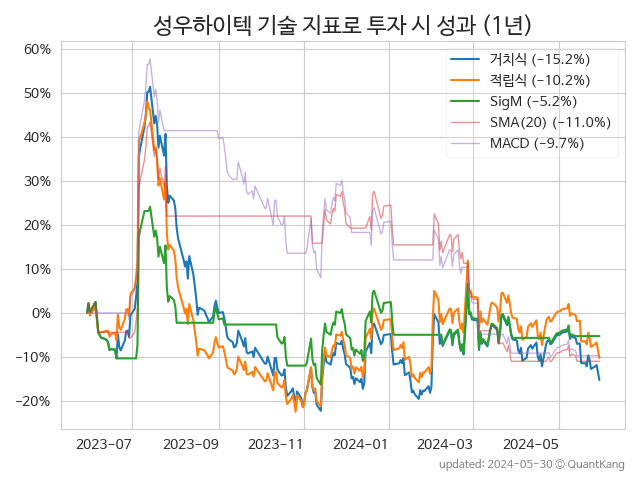 성우하이텍 기술 지표로 투자 시 성과 (1년)
60%
50%
40%
30%
20%
10%
0%
−10%
−20%
거치식 (−15.2%)
적립식 (−10.2%)
SigM (−5.2%)
SMA(20) (−11.0%)
MACD (−9.7%)
2023-07 2023-09 2023-11 2024-01 2024-03 2024-05
updated: 2024-05-30 © QuantKang